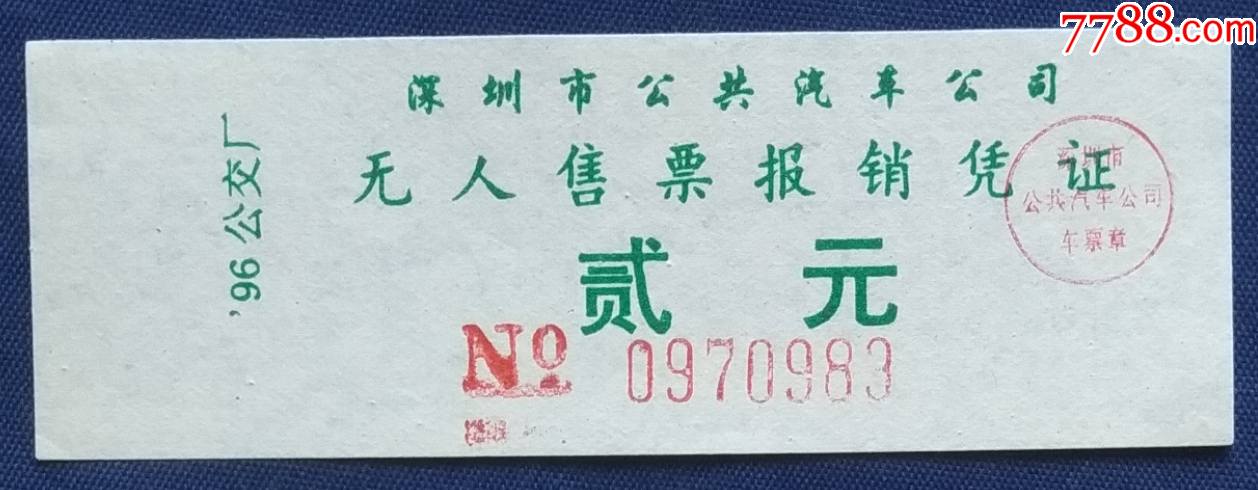 7788.com
深圳市公共汽车公司
无人售票报销凭证
贰元
№ 0970983
'96公交厂
深圳市
公共汽车公司
车票章